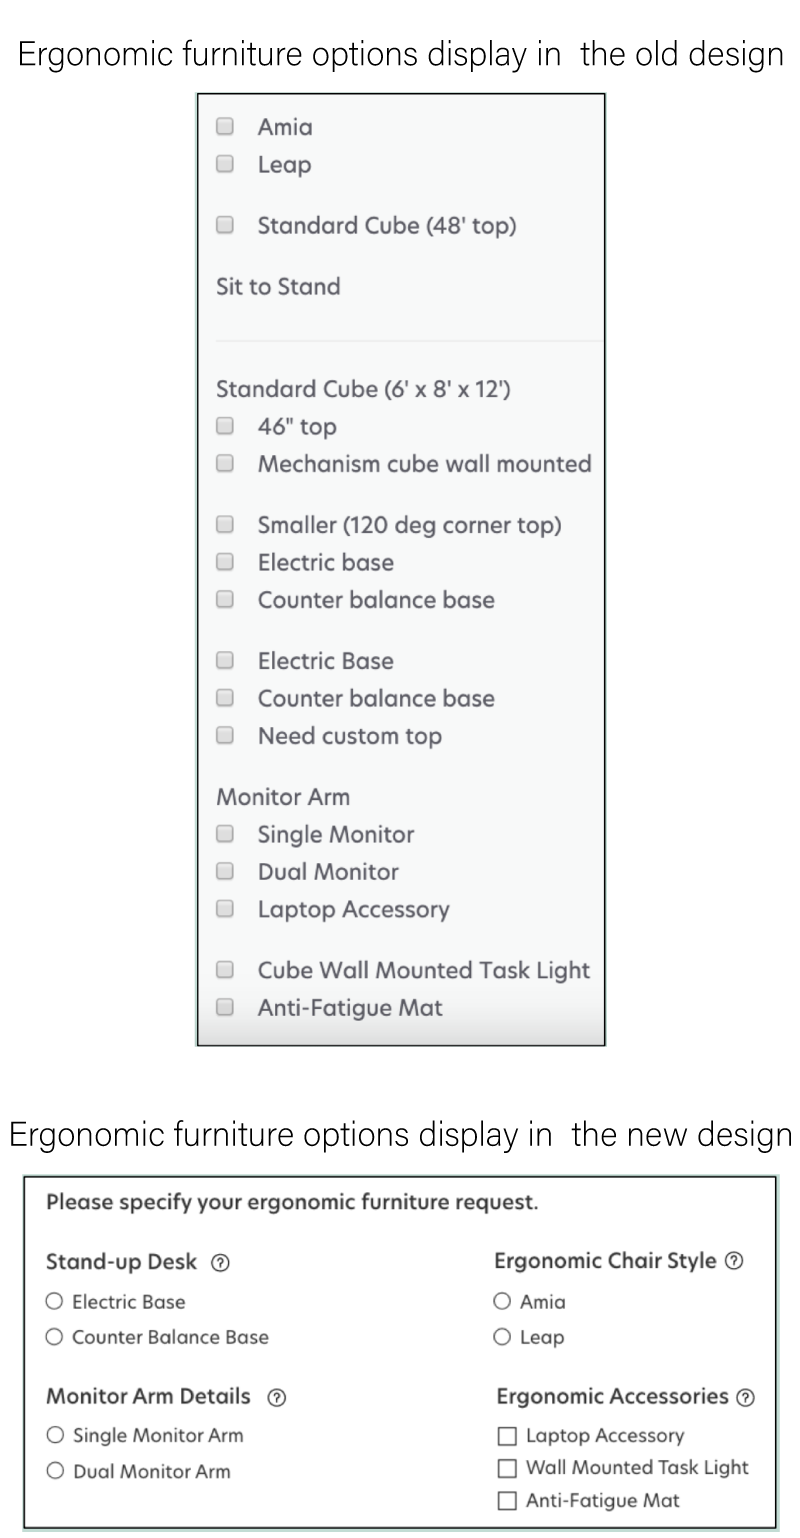 Ergonomic furniture options display in the old design
Amia
Leap
Standard Cube (48' top)
Sit to Stand
Standard Cube (6' x 8' x 12')
46" top
Mechanism cube wall mounted
Smaller (120 deg corner top)
Electric base
Counter balance base
Electric Base
Counter balance base
Need custom top
Monitor Arm
Single Monitor
Dual Monitor
Laptop Accessory
Cube Wall Mounted Task Light
Anti-Fatigue Mat
Ergonomic furniture options display in the new design
Please specify your ergonomic furniture request.
Stand-up Desk ?
Electric Base
Counter Balance Base
Ergonomic Chair Style ?
Amia
Leap
Monitor Arm Details ?
Single Monitor Arm
Dual Monitor Arm
Ergonomic Accessories ?
Laptop Accessory
Wall Mounted Task Light
Anti-Fatigue Mat